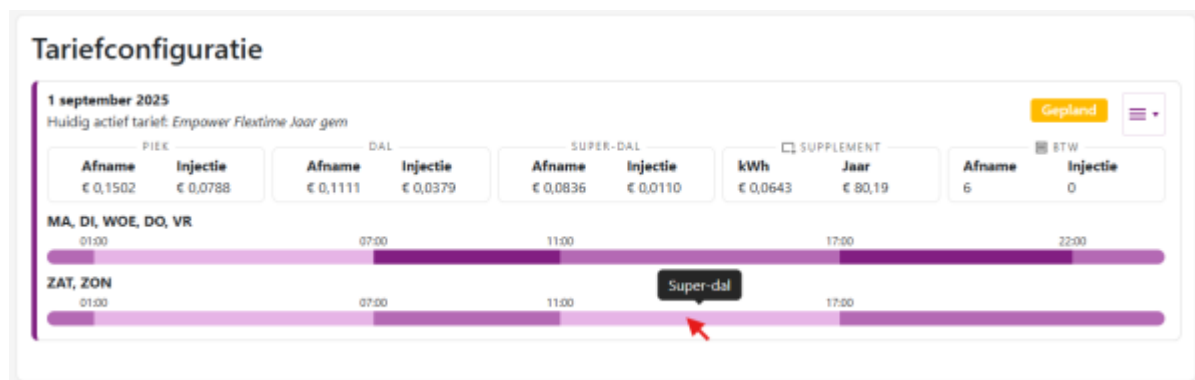 Tariefconfiguratie
1 september 2025
Huidig actief tarief: Empower Flextime Jaar gem
Gepland
PIEK
Afname Injectie
€ 0,1502 € 0,0788
DAL
Afname Injectie
€ 0,1111 € 0,0379
SUPER-DAL
Afname Injectie
€ 0,0836 € 0,0110
SUPPLEMENT
kWh Jaar
€ 0,0643 € 80,19
BTW
Afname Injectie
6 0
MA, DI, WOE, DO, VR
01:00 07:00 11:00 17:00 22:00
ZAT, ZON
Super-dal
01:00 07:00 11:00 17:00